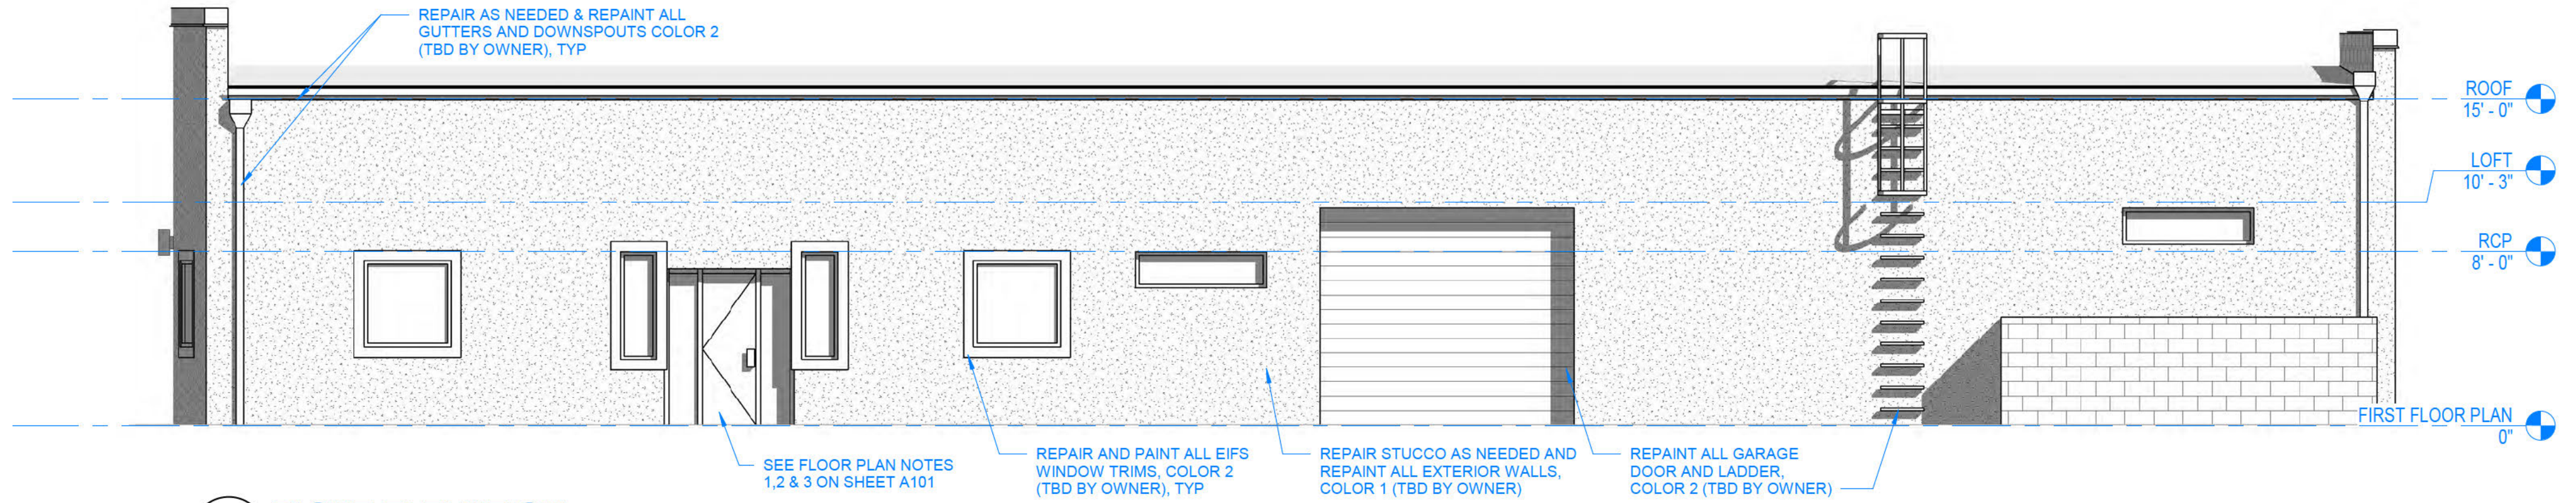 REPAIR AS NEEDED & REPAINT ALL
GUTTERS AND DOWNSPOUTS COLOR 2
(TBD BY OWNER), TYP
ROOF
15' - 0"
LOFT
10' - 3"
RCP
8' - 0"
FIRST FLOOR PLAN
0"
SEE FLOOR PLAN NOTES
1,2 & 3 ON SHEET A101
REPAIR AND PAINT ALL EIFS
WINDOW TRIMS, COLOR 2
(TBD BY OWNER), TYP
REPAIR STUCCO AS NEEDED AND
REPAINT ALL EXTERIOR WALLS,
COLOR 1 (TBD BY OWNER)
REPAINT ALL GARAGE
DOOR AND LADDER,
COLOR 2 (TBD BY OWNER)